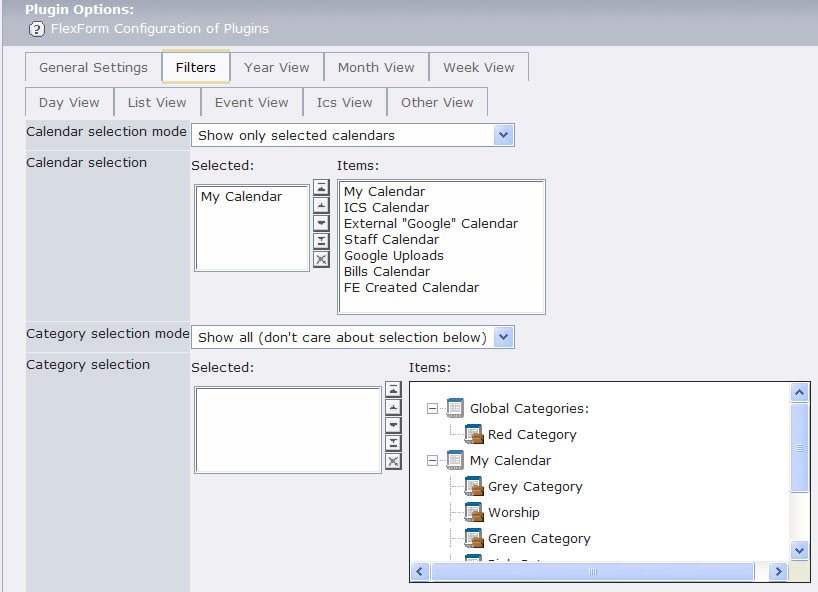 Plugin Options:
FlexForm Configuration of Plugins
General Settings Filters Year View Month View Week View
Day View List View Event View Ics View Other View
Calendar selection mode Show only selected calendars
Calendar selection Selected: Items:
My Calendar
My Calendar
ICS Calendar
External "Google" Calendar
Staff Calendar
Google Uploads
Bills Calendar
FE Created Calendar
Category selection mode Show all (don't care about selection below)
Category selection Selected: Items:
Global Categories:
Red Category
My Calendar
Grey Category
Worship
Green Category